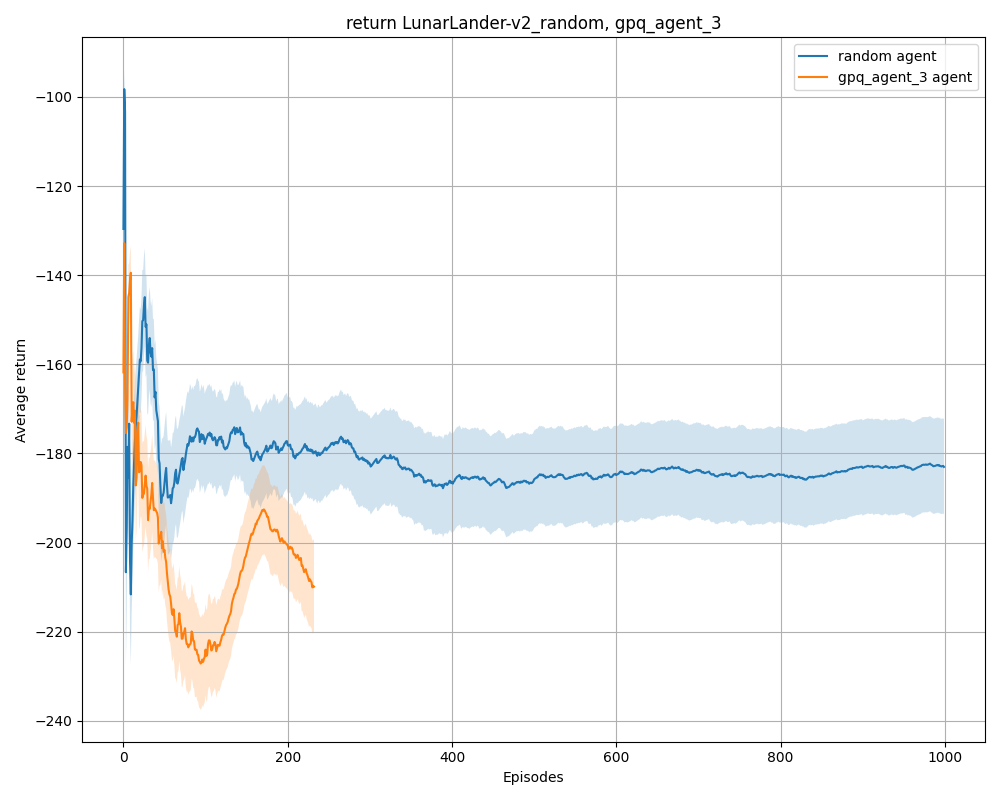 return LunarLander-v2_random, gpq_agent_3
random agent
gpq_agent_3 agent
Average return
−100
−120
−140
−160
−180
−200
−220
−240
0 200 400 600 800 1000
Episodes